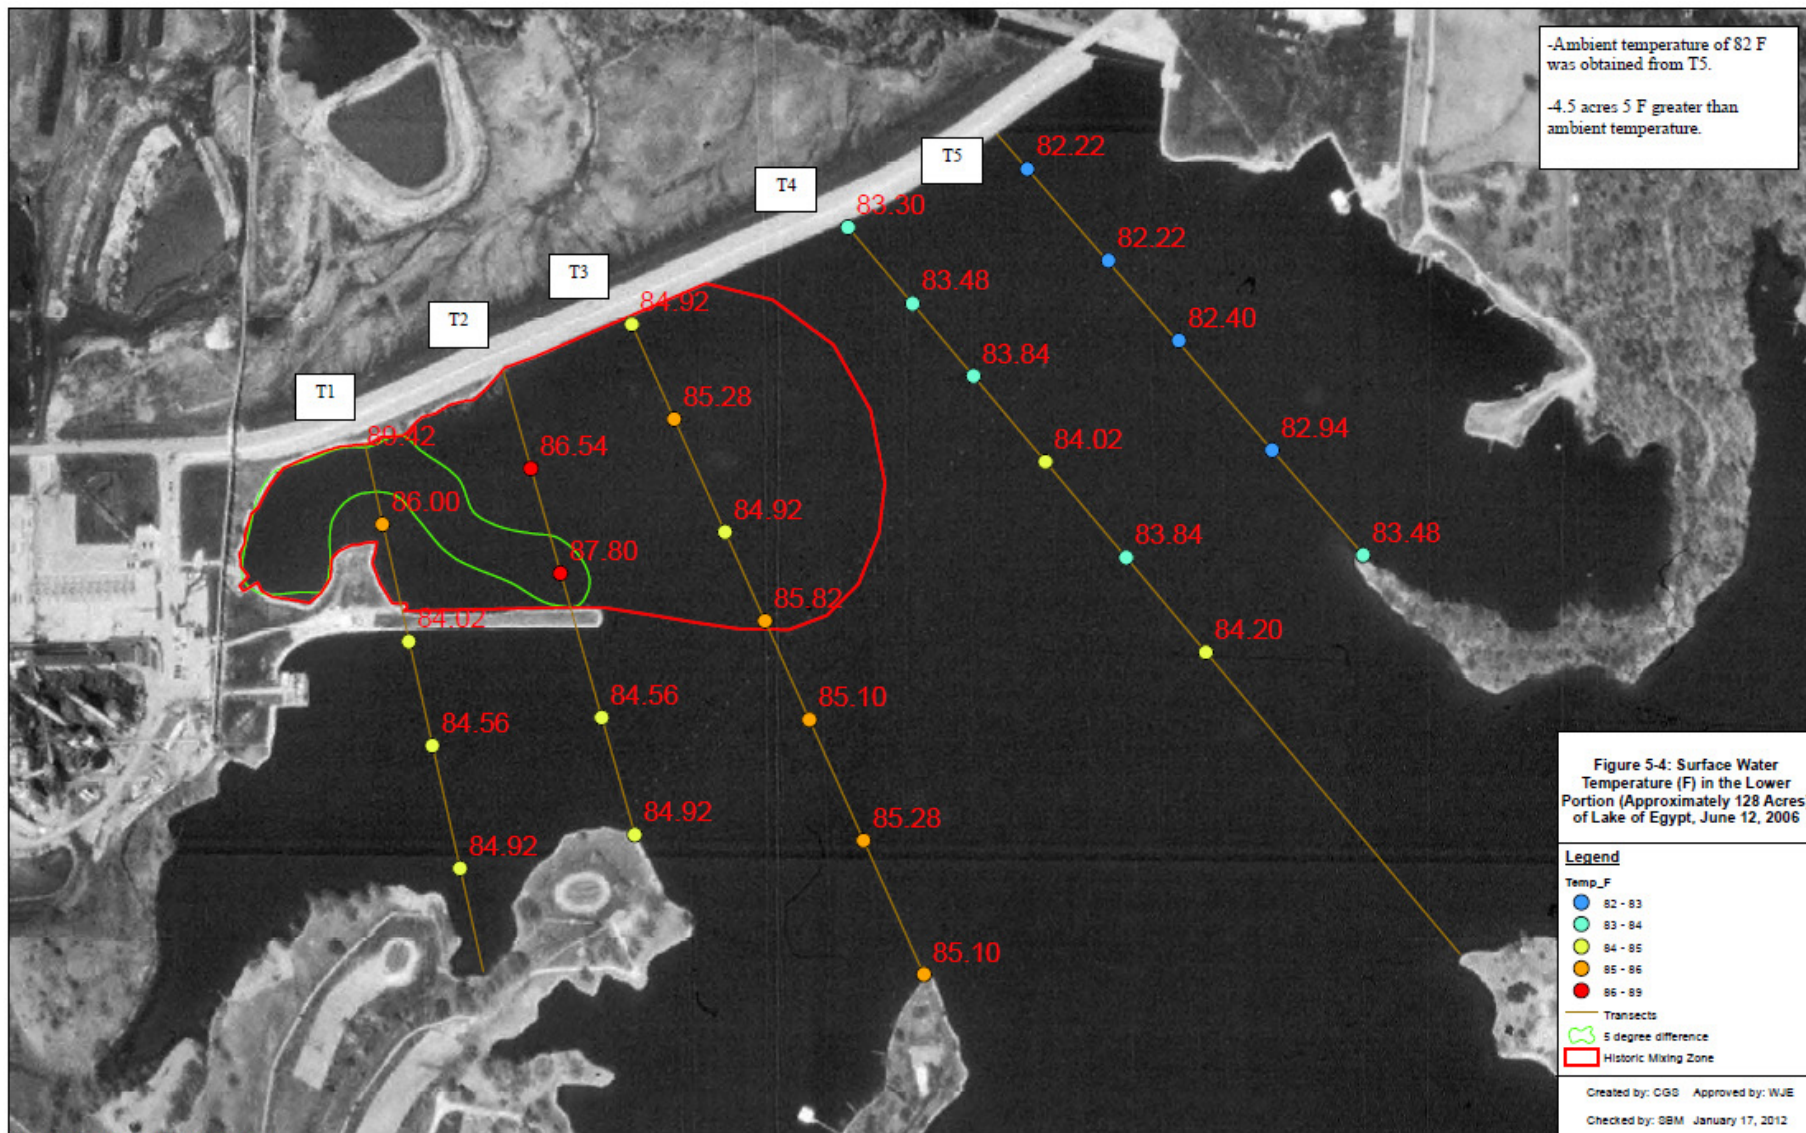 -Ambient temperature of 82 F
was obtained from T5.
-4.5 acres 5 F greater than
ambient temperature.
T5
82.22
T4
83.30
82.22
T3
83.48
82.40
T2
84.92
83.84
T1
85.28
84.02
82.94
89.42
86.54
86.00
84.92
83.84
83.48
87.80
84.02
85.82
84.20
84.56
84.56
85.10
84.92
84.92
85.28
85.10
Figure 5-4: Surface Water
Temperature (F) in the Lower
Portion (Approximately 128 Acres)
of Lake of Egypt, June 12, 2006
Legend
Temp_F
82 - 83
83 - 84
84 - 85
85 - 86
86 - 89
Transects
5 degree difference
Historic Mixing Zone
Created by: CGS Approved by: WJE
Checked by: SBM January 17, 2012